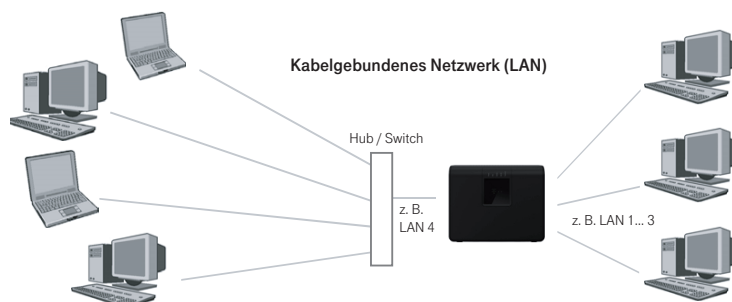 Kabelgebundenes Netzwerk (LAN)
Hub / Switch
z. B.
LAN 4
z. B. LAN 1... 3